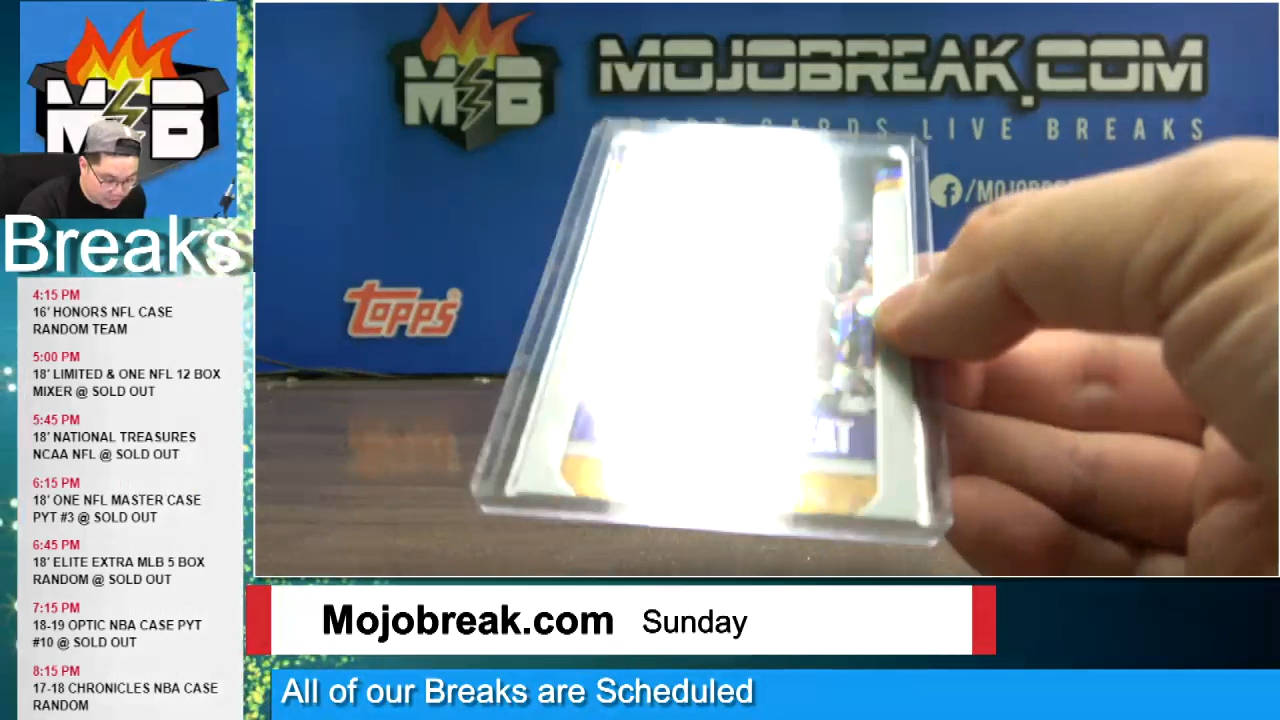 M B
MOJOBREAK.COM
LIVE BREAKS
/MOJOBRE
TOPPS
M B
Breaks
4:15 PM
16' HONORS NFL CASE
RANDOM TEAM
5:00 PM
18' LIMITED & ONE NFL 12 BOX
MIXER @ SOLD OUT
5:45 PM
18' NATIONAL TREASURES
NCAA NFL @ SOLD OUT
6:15 PM
18' ONE NFL MASTER CASE
PYT #3 @ SOLD OUT
6:45 PM
18' ELITE EXTRA MLB 5 BOX
RANDOM @ SOLD OUT
7:15 PM
18-19 OPTIC NBA CASE PYT
#10 @ SOLD OUT
8:15 PM
17-18 CHRONICLES NBA CASE
RANDOM
Mojobreak.com Sunday
All of our Breaks are Scheduled